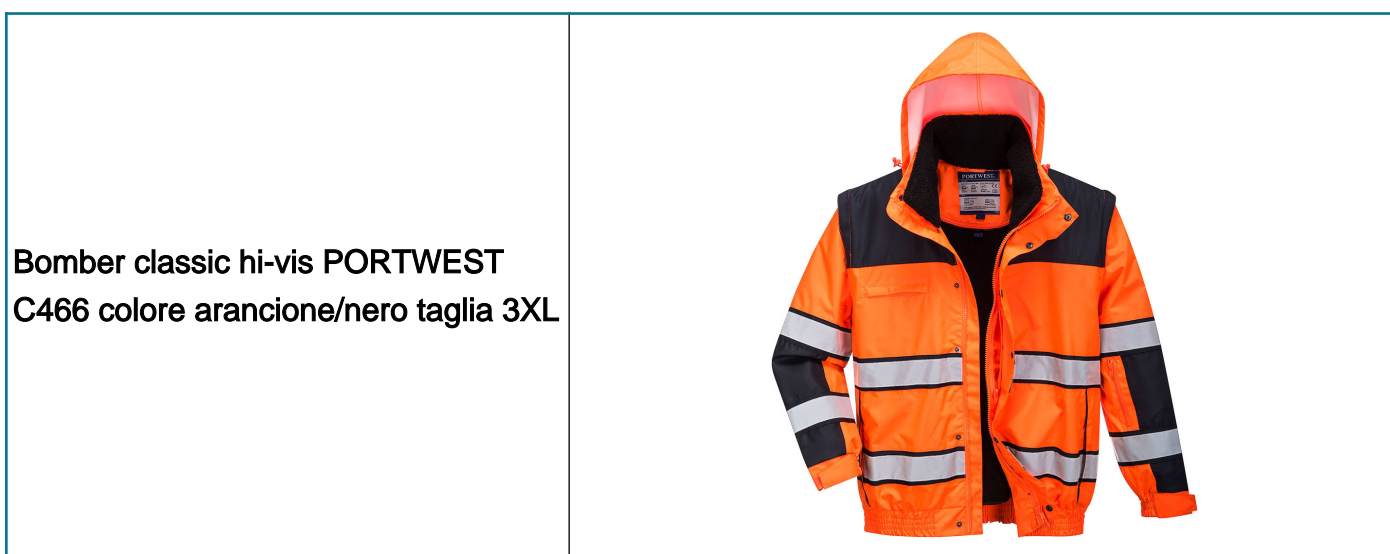 Bomber classic hi-vis PORTWEST
C466 colore arancione/nero taglia 3XL
PORTWEST